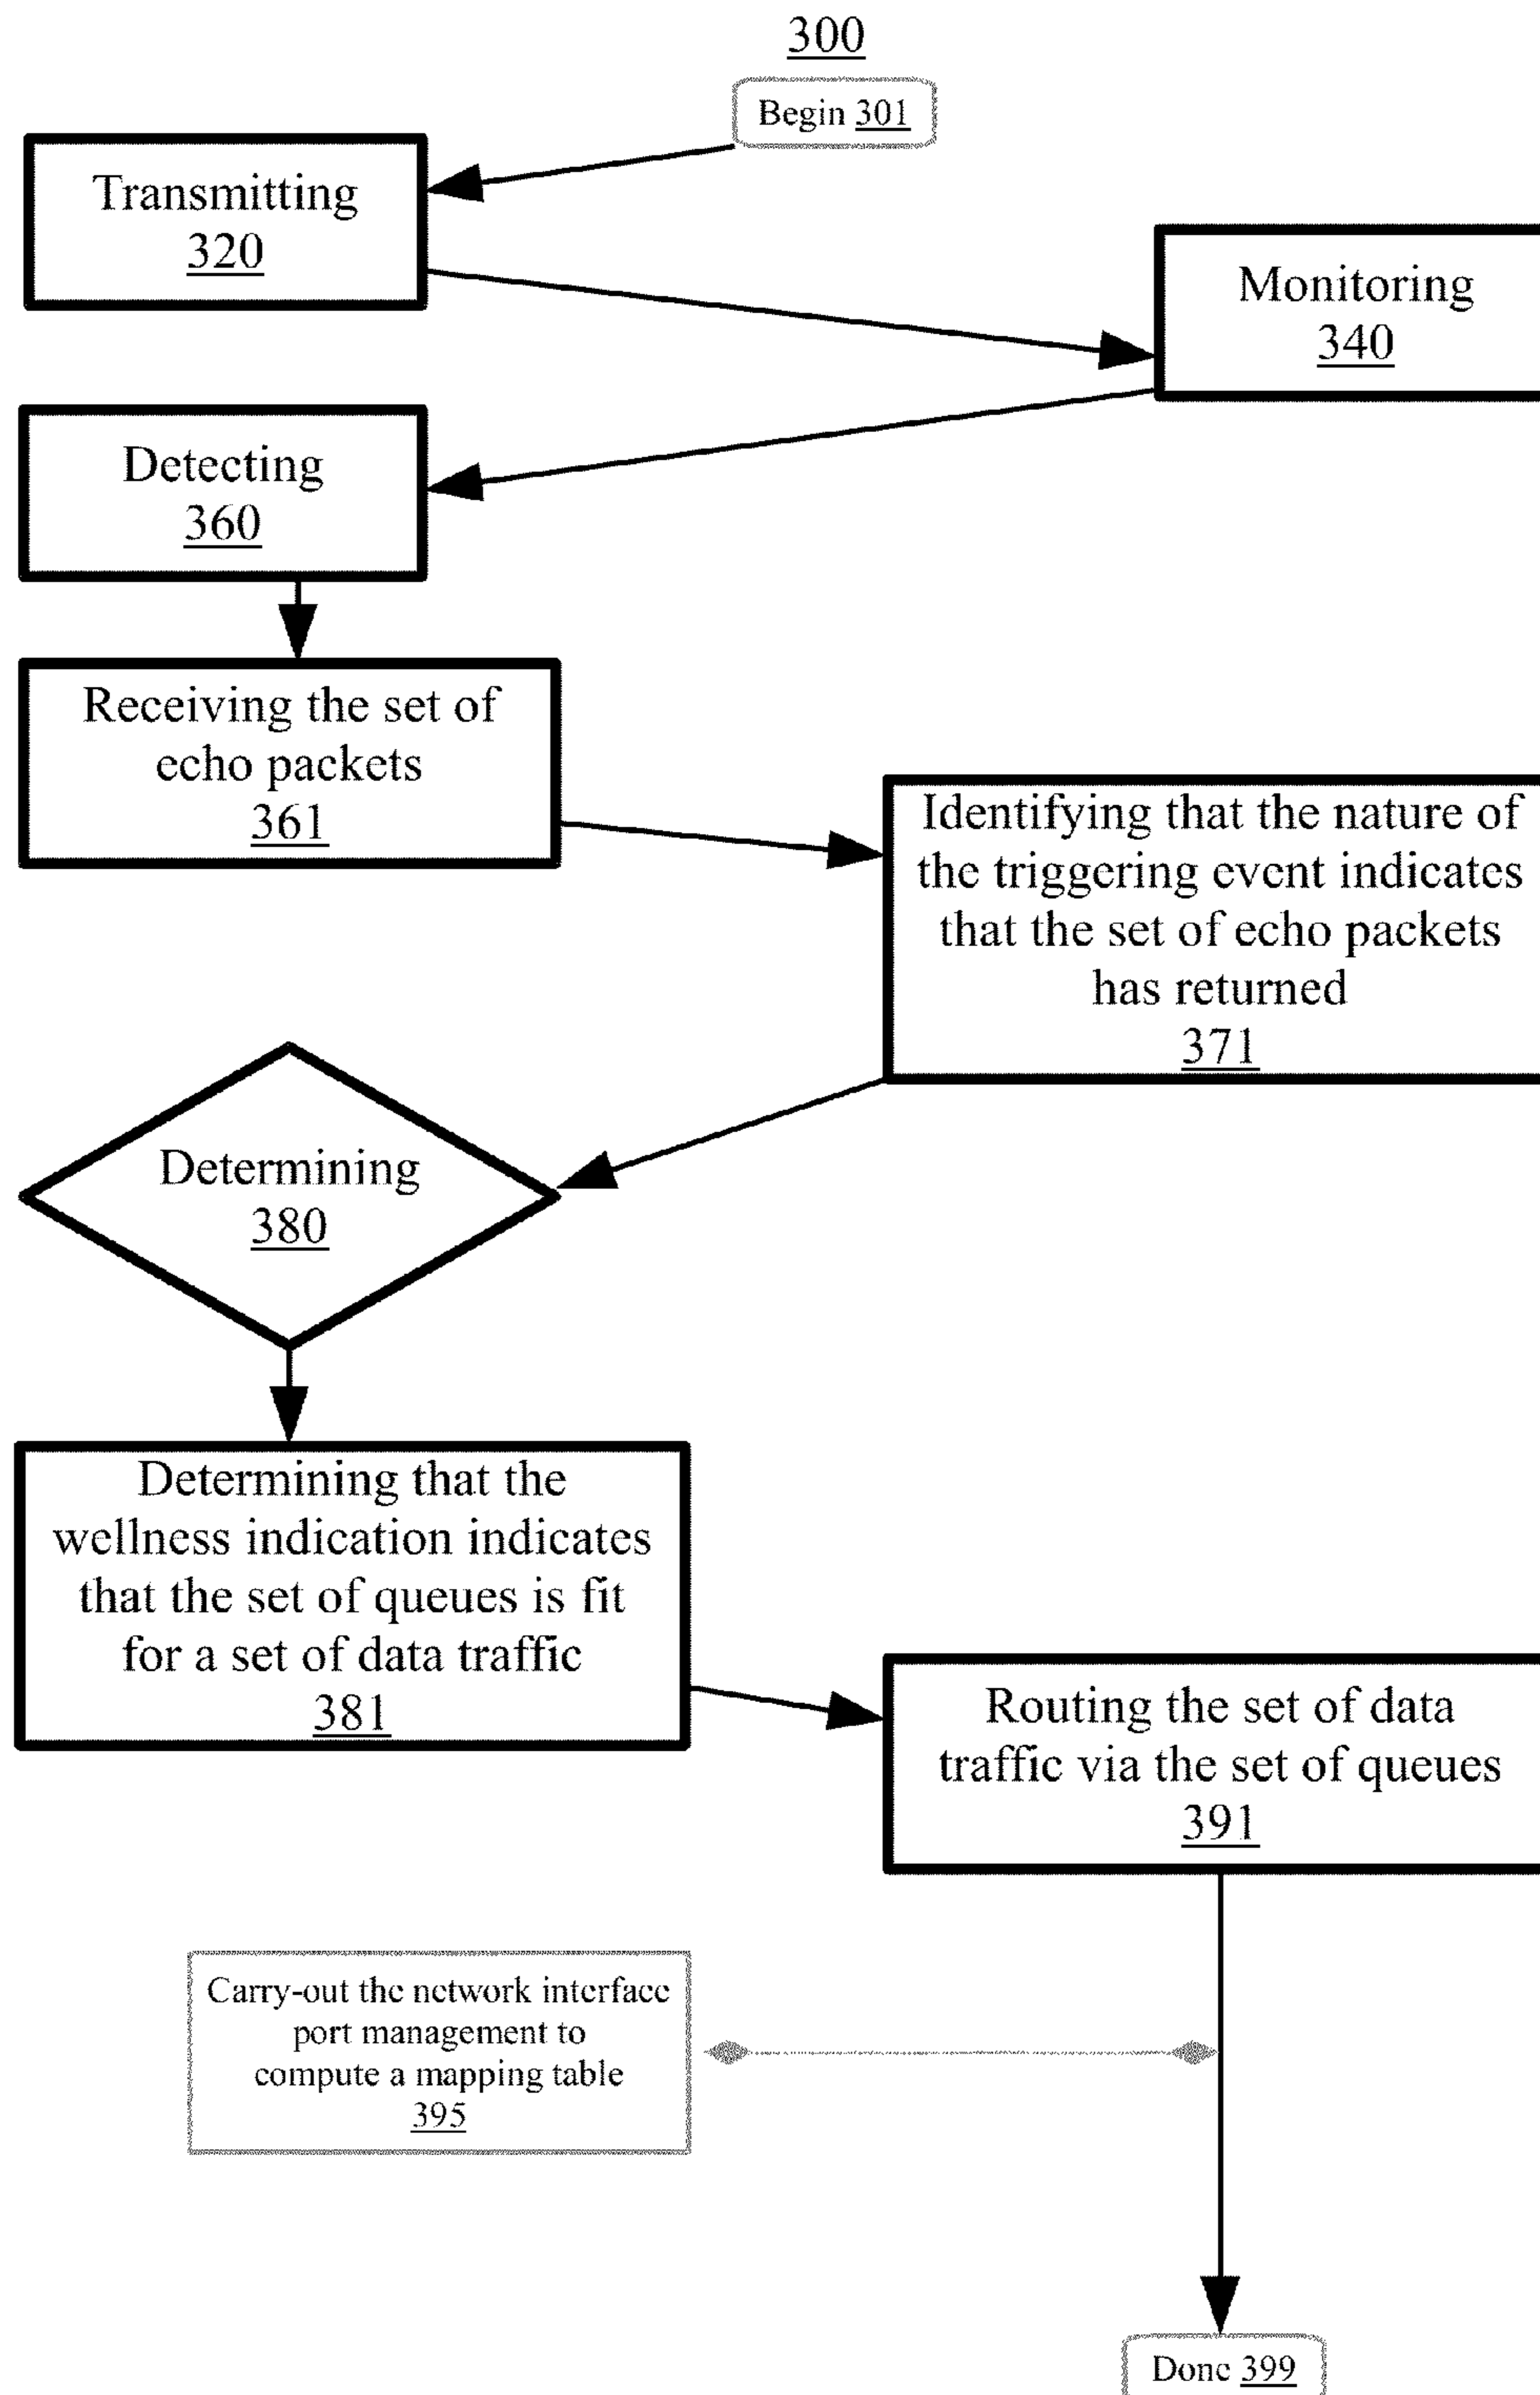 300
Begin 301
Transmitting
320
Monitoring
340
Detecting
360
Receiving the set of
echo packets
361
Identifying that the nature of
the triggering event indicates
that the set of echo packets
has returned
371
Determining
380
Determining that the
wellness indication indicates
that the set of queues is fit
for a set of data traffic
381
Routing the set of data
traffic via the set of queues
391
Carry-out the network interface
port management to
compute a mapping table
395
Done 399